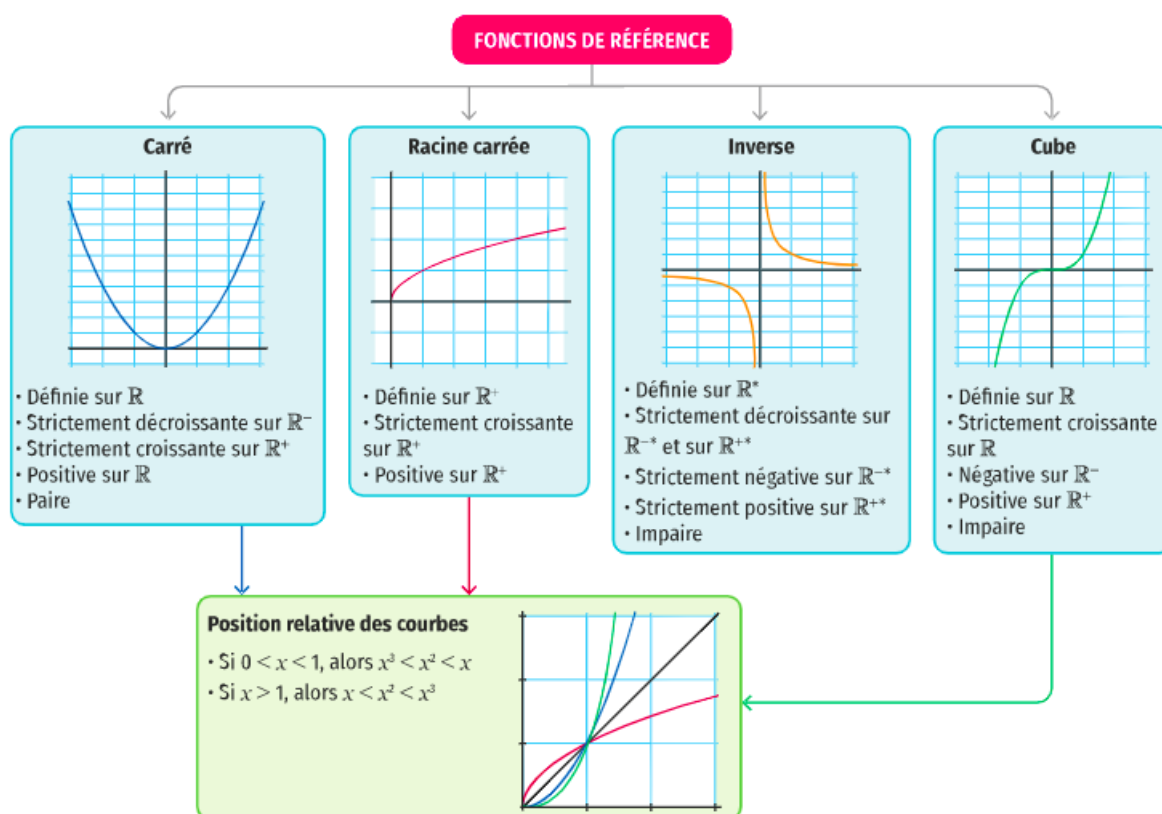 FONCTIONS DE RÉFÉRENCE
Carré
• Définie sur ℝ
• Strictement décroissante sur ℝ⁻
• Strictement croissante sur ℝ⁺
• Positive sur ℝ
• Paire
Racine carrée
• Définie sur ℝ⁺
• Strictement croissante
sur ℝ⁺
• Positive sur ℝ⁺
Inverse
• Définie sur ℝ*
• Strictement décroissante sur
ℝ⁻* et sur ℝ⁺*
• Strictement négative sur ℝ⁻*
• Strictement positive sur ℝ⁺*
• Impaire
Cube
• Définie sur ℝ
• Strictement croissante
sur ℝ
• Négative sur ℝ⁻
• Positive sur ℝ⁺
• Impaire
Position relative des courbes
• Si 0 < x < 1, alors x³ < x² < x
• Si x > 1, alors x < x² < x³